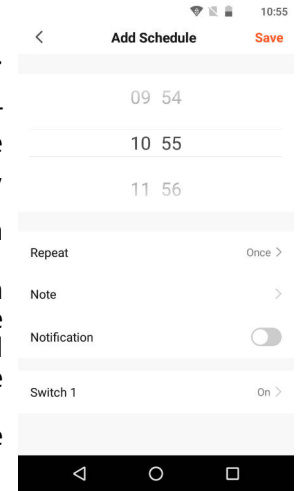 10:55
Add Schedule Save
09 54
10 55
11 56
Repeat Once
Note
Notification
Switch 1 On